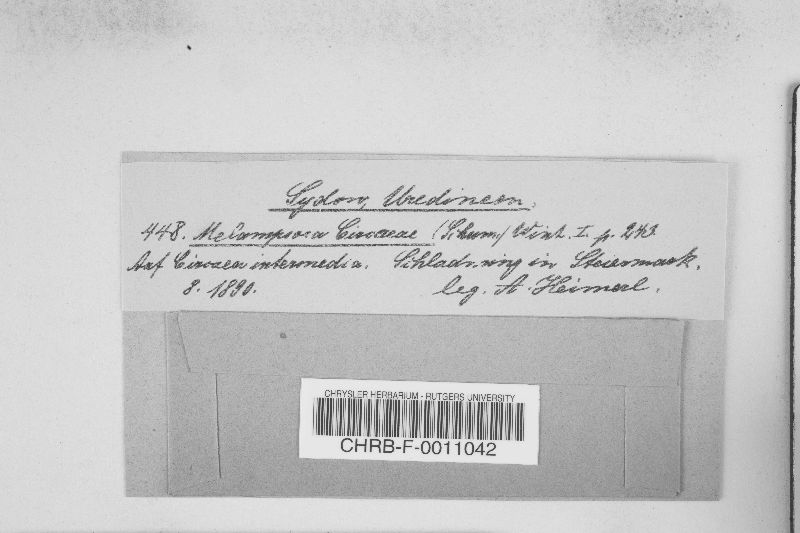 Sydow, Uredineen.
448. Melampsora Circaeae (Schum.) Wint. I. p. 243.
Auf Circaea intermedia. Schladming in Steiermark.
8. 1890. leg. A. Heimerl.
CHRYSLER HERBARIUM - RUTGERS UNIVERSITY
CHRB-F-0011042